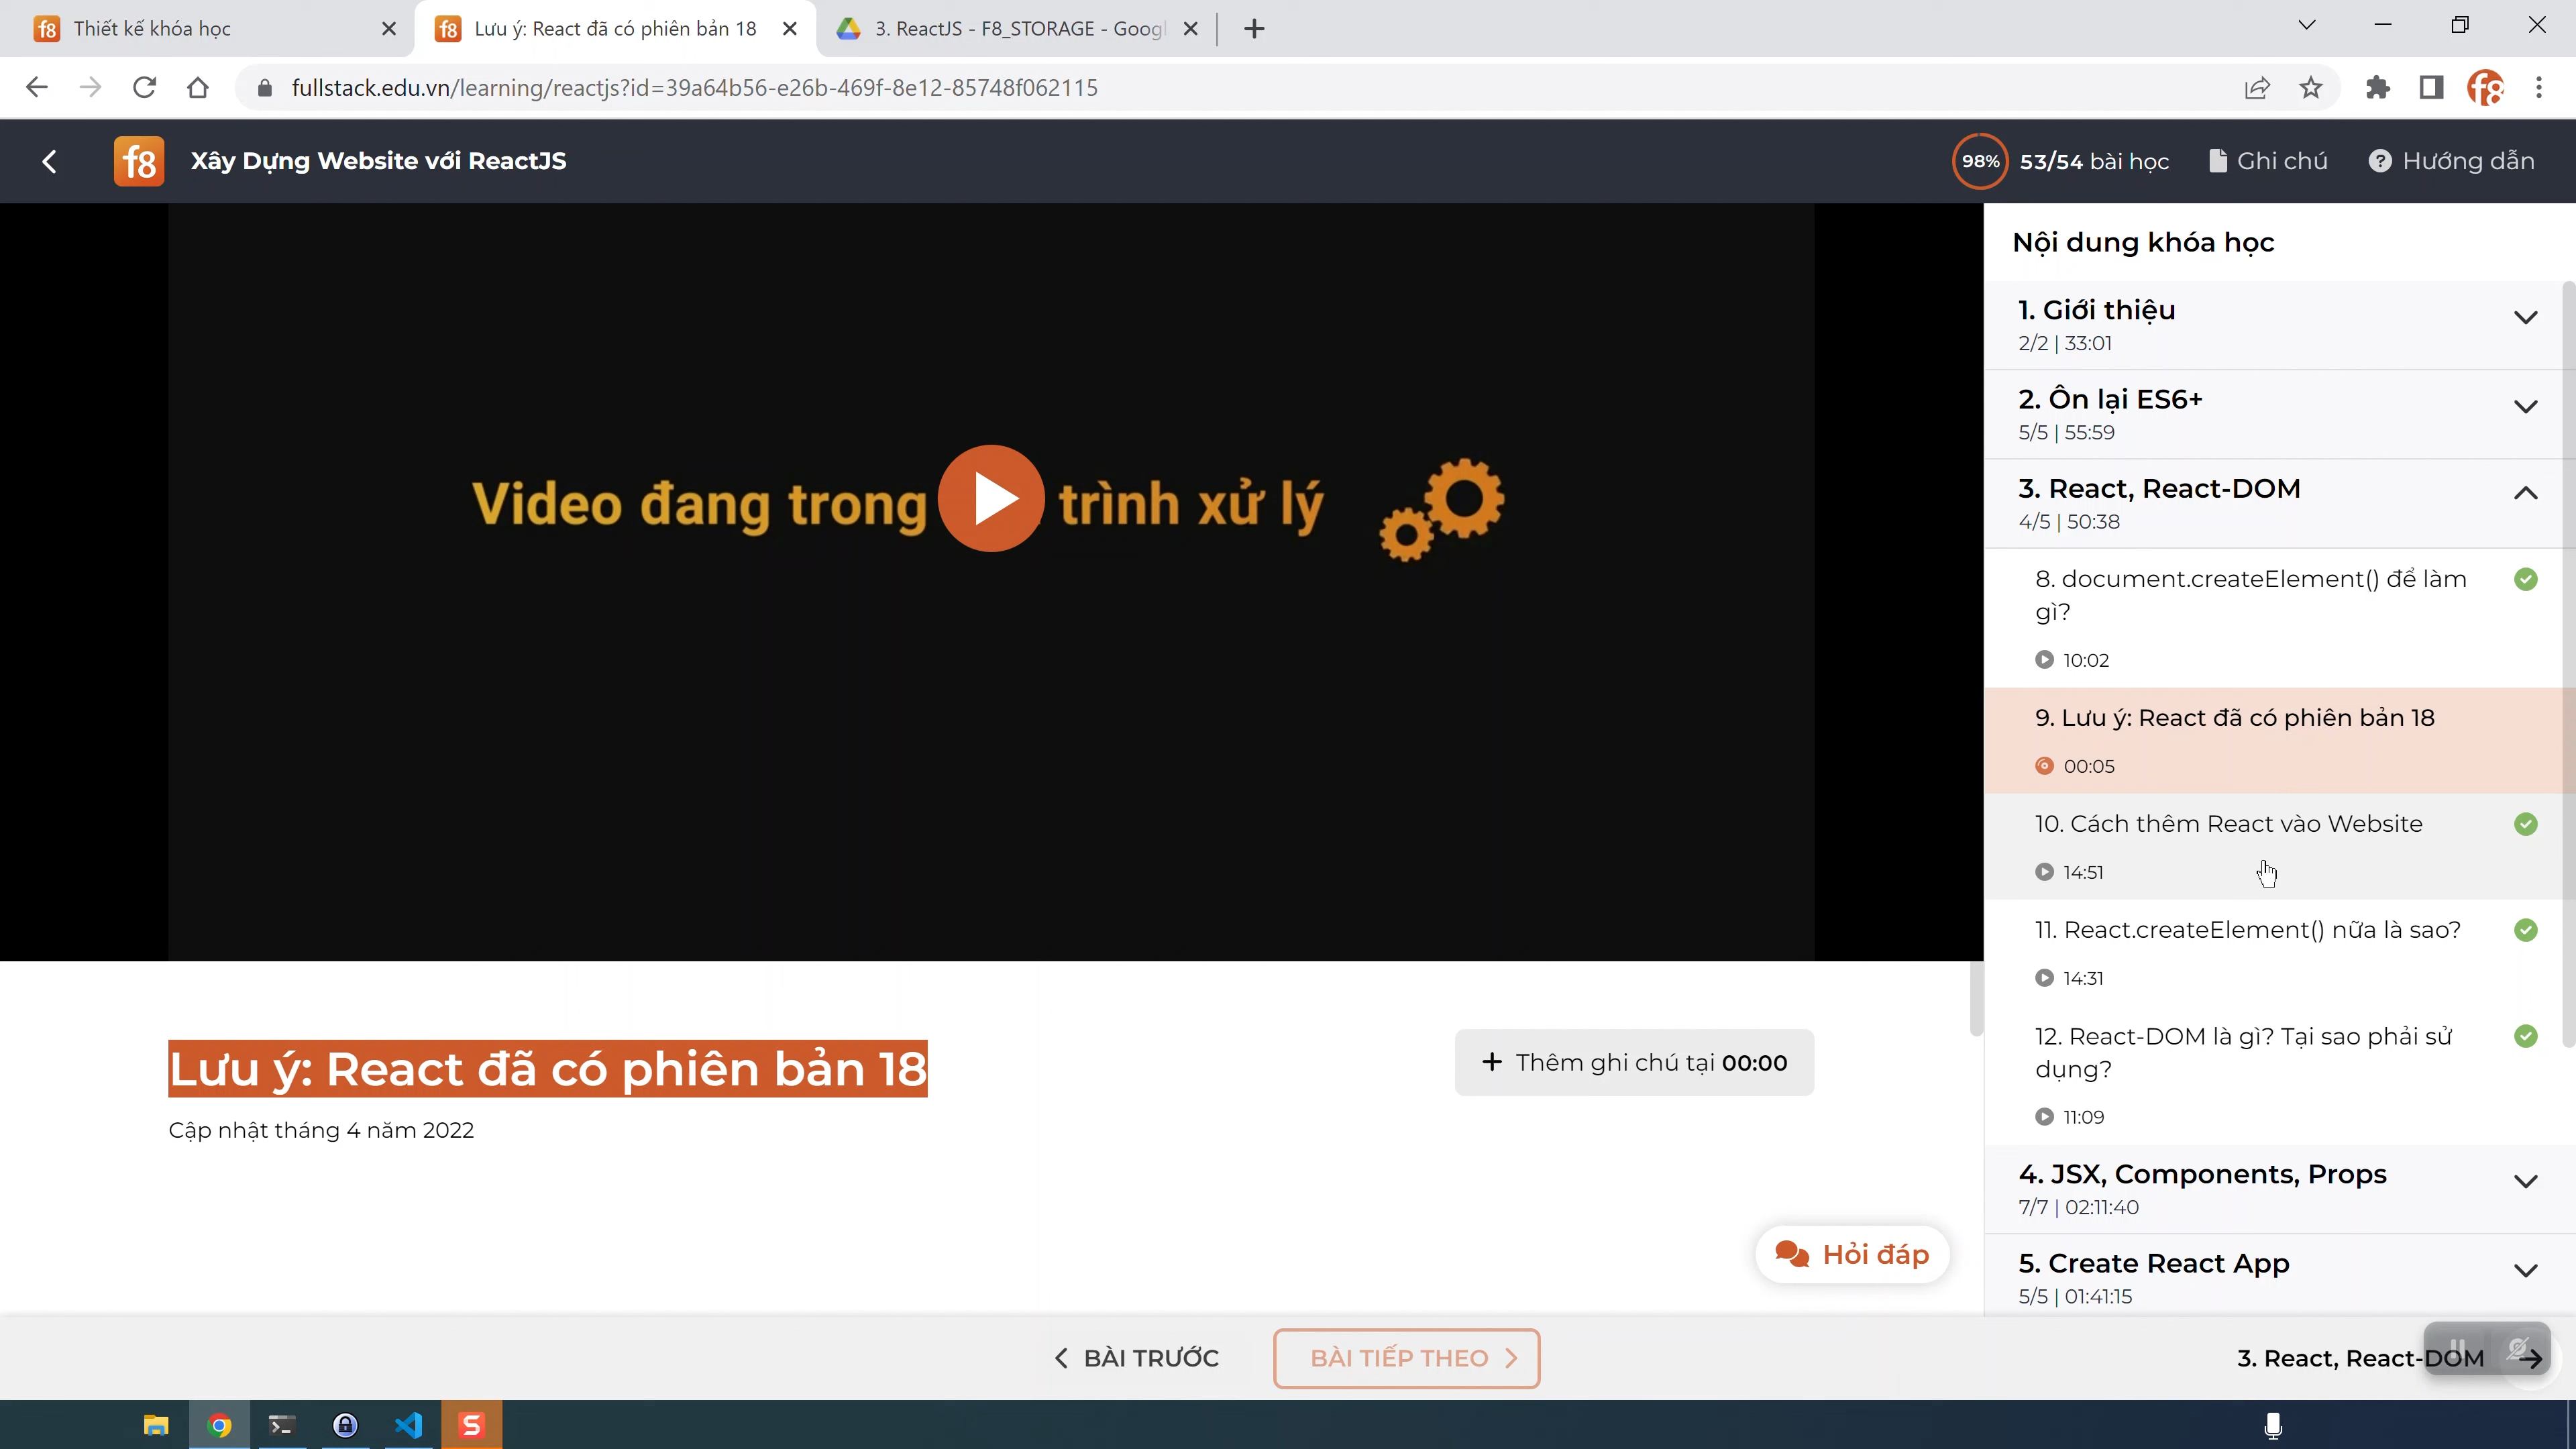 Thiết kế khóa học
Lưu ý: React đã có phiên bản 18
3. ReactJS - F8_STORAGE - Goog
fullstack.edu.vn/learning/reactjs?id=39a64b56-e26b-469f-8e12-85748f062115
f8 Xây Dựng Website với ReactJS
98% 53/54 bài học Ghi chú Hướng dẫn
Video đang trong trình xử lý
Nội dung khóa học
1. Giới thiệu
2/2 | 33:01
2. Ôn lại ES6+
5/5 | 55:59
3. React, React-DOM
4/5 | 50:38
8. document.createElement() để làm
gì?
10:02
9. Lưu ý: React đã có phiên bản 18
00:05
10. Cách thêm React vào Website
14:51
11. React.createElement() nữa là sao?
14:31
12. React-DOM là gì? Tại sao phải sử
dụng?
11:09
4. JSX, Components, Props
7/7 | 02:11:40
5. Create React App
5/5 | 01:41:15
Lưu ý: React đã có phiên bản 18
Cập nhật tháng 4 năm 2022
Thêm ghi chú tại 00:00
Hỏi đáp
BÀI TRƯỚC
BÀI TIẾP THEO
3. React, React-DOM